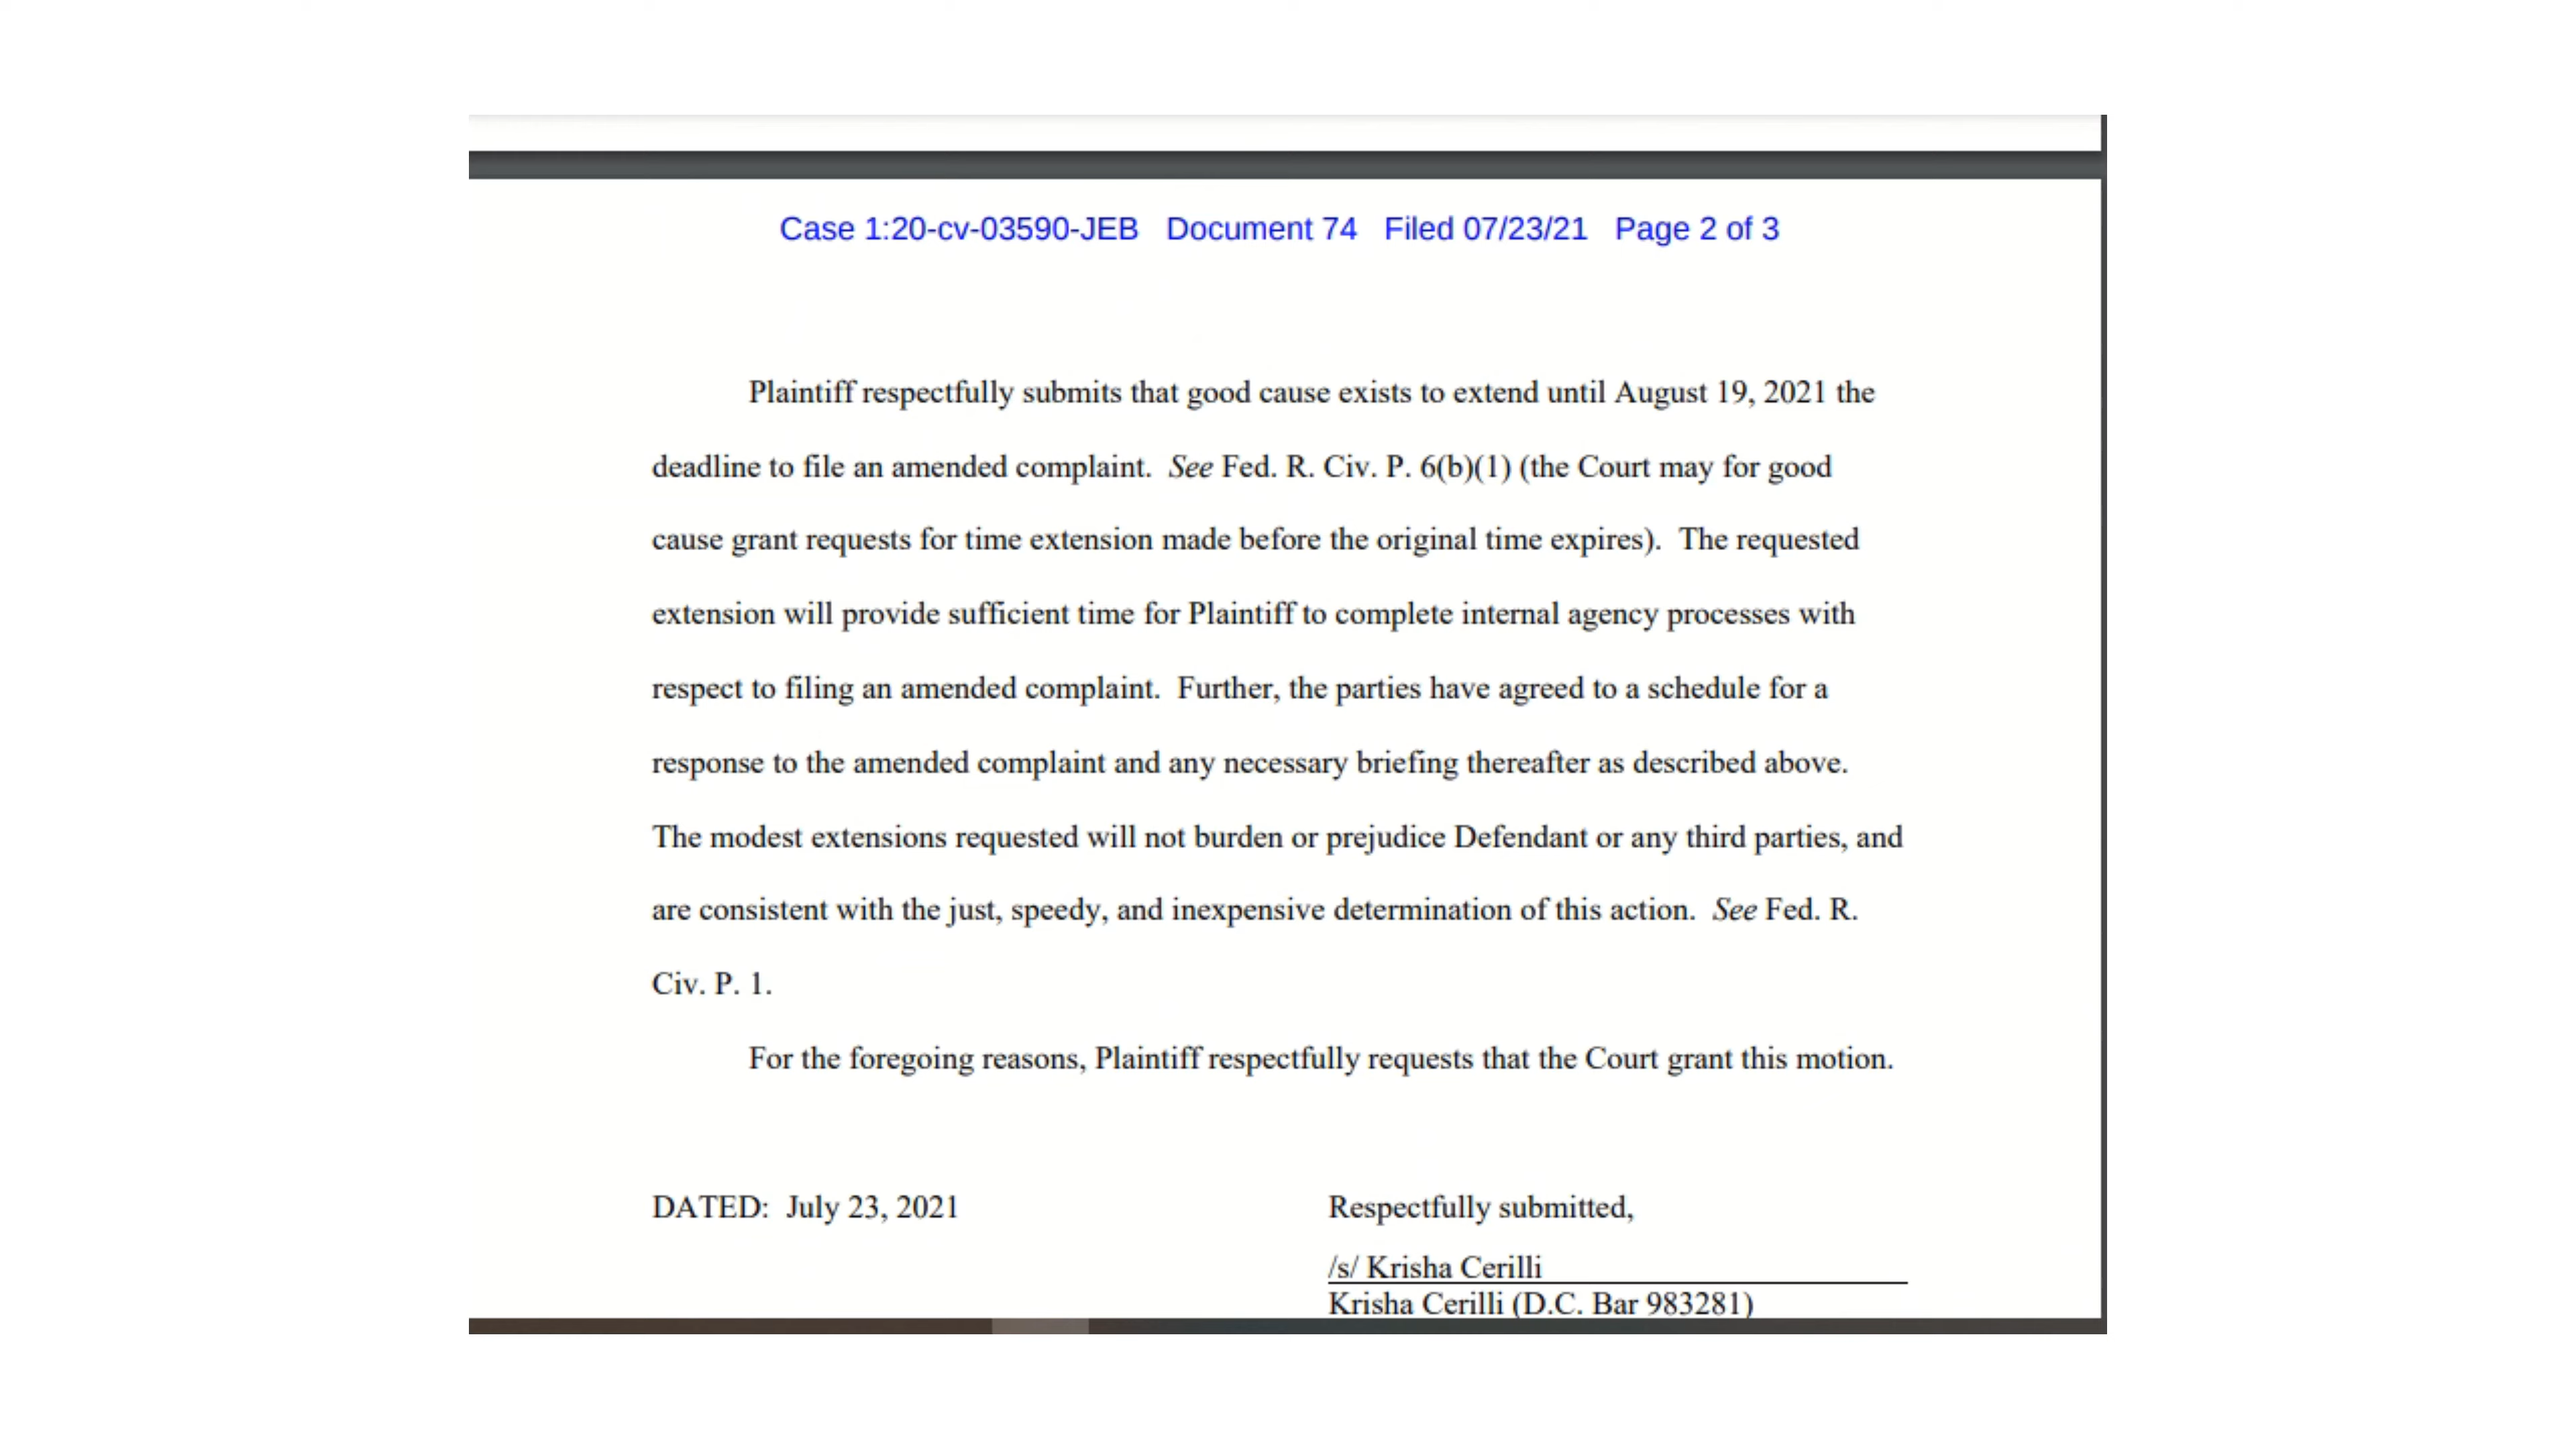 Case 1:20-cv-03590-JEB Document 74 Filed 07/23/21 Page 2 of 3
Plaintiff respectfully submits that good cause exists to extend until August 19, 2021 the
deadline to file an amended complaint. See Fed. R. Civ. P. 6(b)(1) (the Court may for good
cause grant requests for time extension made before the original time expires). The requested
extension will provide sufficient time for Plaintiff to complete internal agency processes with
respect to filing an amended complaint. Further, the parties have agreed to a schedule for a
response to the amended complaint and any necessary briefing thereafter as described above.
The modest extensions requested will not burden or prejudice Defendant or any third parties, and
are consistent with the just, speedy, and inexpensive determination of this action. See Fed. R.
Civ. P. 1.
For the foregoing reasons, Plaintiff respectfully requests that the Court grant this motion.
DATED: July 23, 2021
Respectfully submitted,
/s/ Krisha Cerilli
Krisha Cerilli (D.C. Bar 983281)